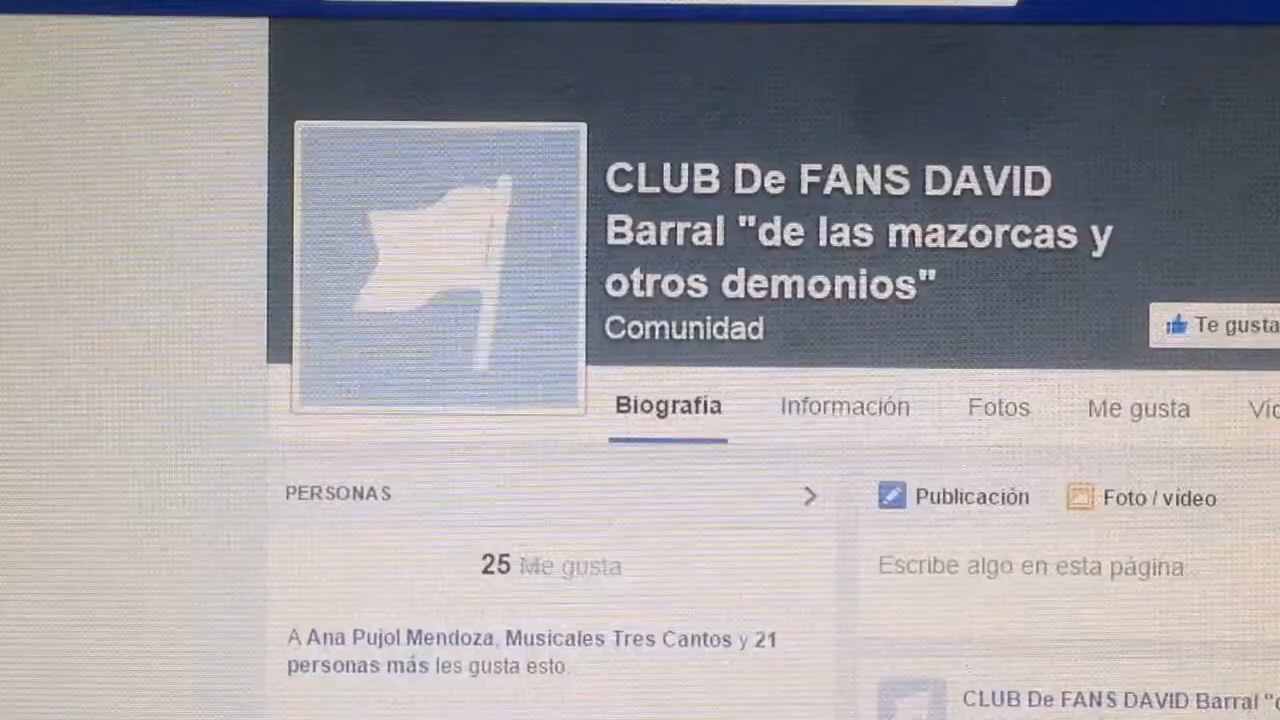 CLUB De FANS DAVID
Barral "de las mazorcas y
otros demonios"
Comunidad
Te gusta
Biografía
Información
Fotos
Me gusta
PERSONAS
Publicación
Foto / vídeo
25 Me gusta
Escribe algo en esta página
A Ana Pujol Mendoza, Musicales Tres Cantos y 21
personas más les gusta esto.
CLUB De FANS DAVID Barral "